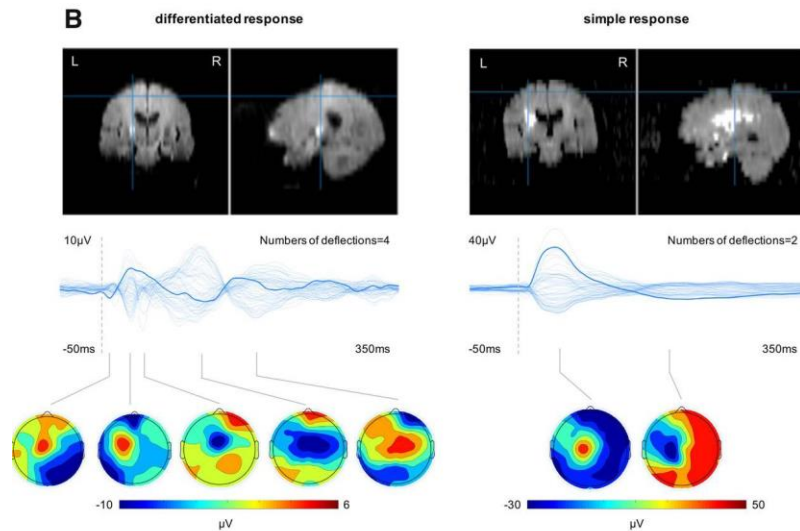 B
differentiated response
simple response
L R
L R
10µV Numbers of deflections=4
40µV Numbers of deflections=2
-50ms 350ms
-50ms 350ms
-10 6
µV
-30 50
µV